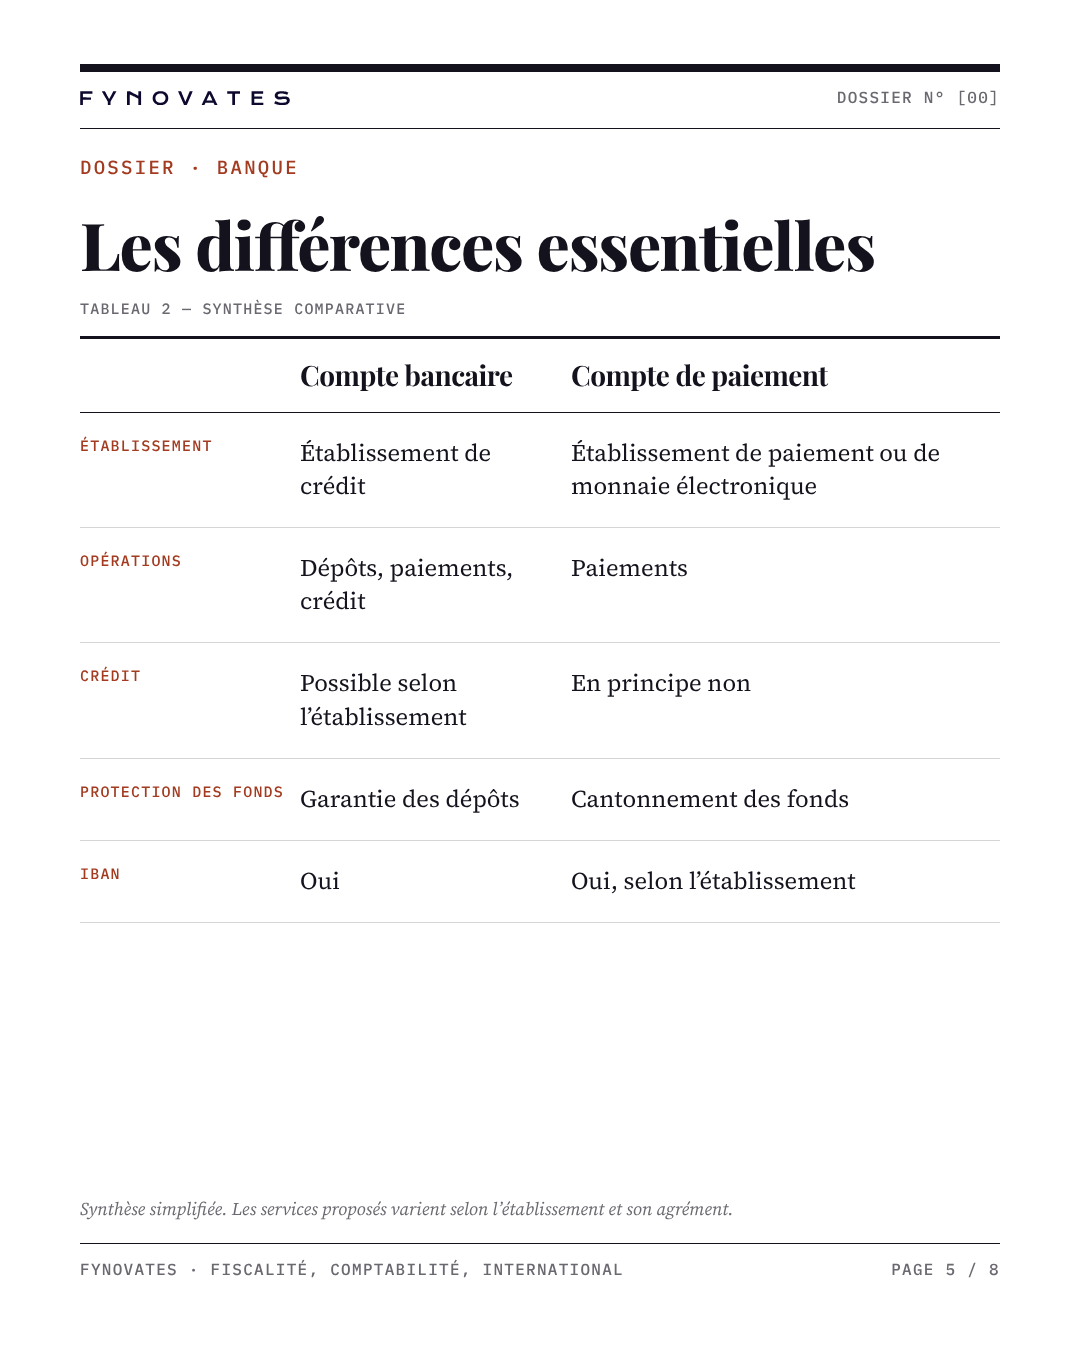 FYNOVATES
DOSSIER N° [00]
DOSSIER · BANQUE
Les différences essentielles
TABLEAU 2 — SYNTHÈSE COMPARATIVE
Compte bancaire Compte de paiement
ÉTABLISSEMENT Établissement de Établissement de paiement ou de
crédit monnaie électronique
OPÉRATIONS Dépôts, paiements, Paiements
crédit
CRÉDIT Possible selon En principe non
l’établissement
PROTECTION DES FONDS Garantie des dépôts Cantonnement des fonds
IBAN Oui Oui, selon l’établissement
Synthèse simplifiée. Les services proposés varient selon l’établissement et son agrément.
FYNOVATES · FISCALITÉ, COMPTABILITÉ, INTERNATIONAL
PAGE 5 / 8